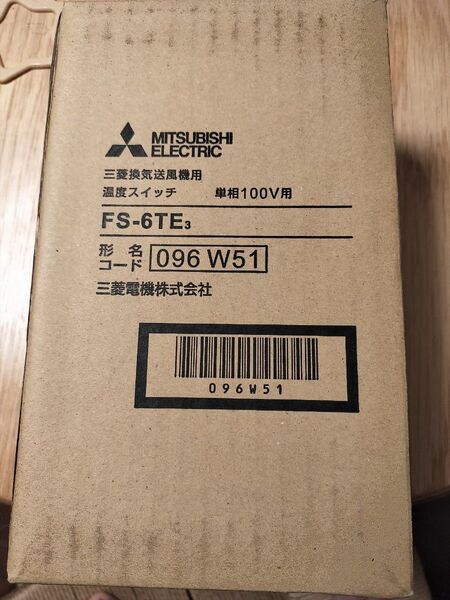 MITSUBISHI
ELECTRIC
三菱換気送風機用
温度スイッチ 単相100V用
FS-6TE3
形名
コード 096 W51
三菱電機株式会社
096W51